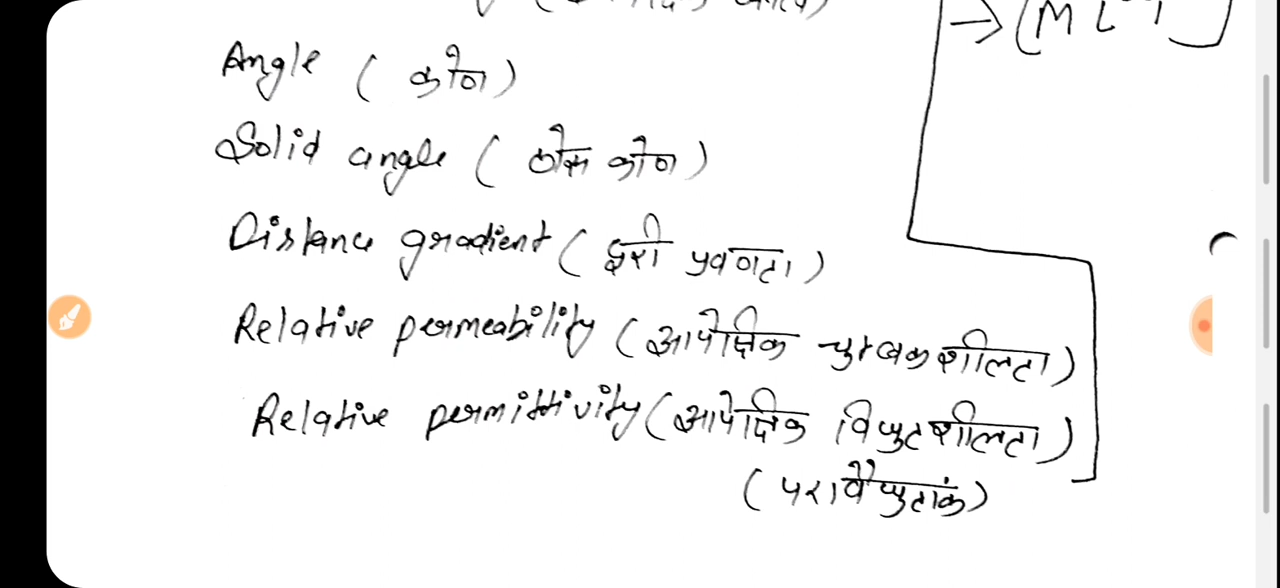 → [M L T ]
Angle ( कोण )
Solid angle ( ठोस कोण )
Distance gradient ( दूरी प्रवणता )
Relative permeability ( आपेक्षिक चुम्बकशीलता )
Relative permittivity ( आपेक्षिक विद्युतशीलता )
( परावैद्युतांक )